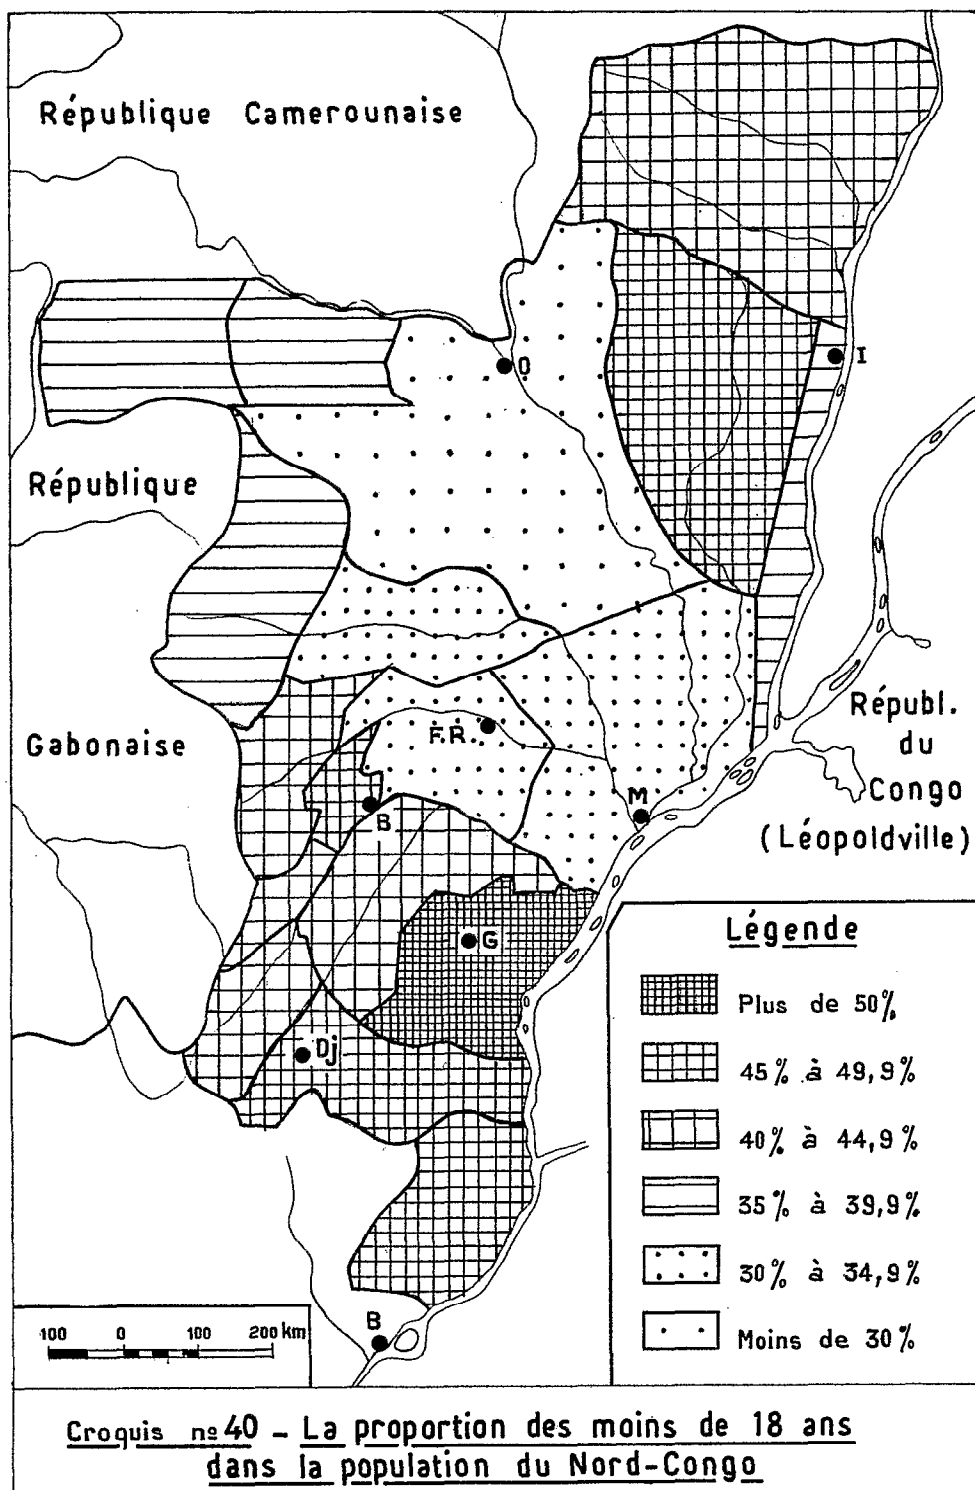 République Camerounaise
O
I
République
Gabonaise
F.R.
Républ.
du
Congo
(Léopoldville)
M
B
G
Dj
B
Légende
Plus de 50%
45% à 49,9%
40% à 44,9%
35% à 39,9%
30% à 34,9%
Moins de 30%
100 0 100 200 km
Croquis nº 40 - La proportion des moins de 18 ans
dans la population du Nord-Congo